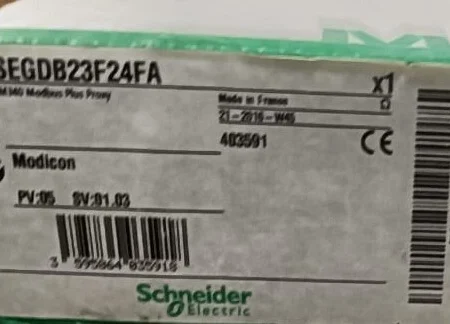 SEGDB23F24FA
x1
M340 Modbus Plus Proxy
Made in France
21-2016-W45
403591
CE
Modicon
PV:05 SV:01.03
3 595864 035918
Schneider
Electric